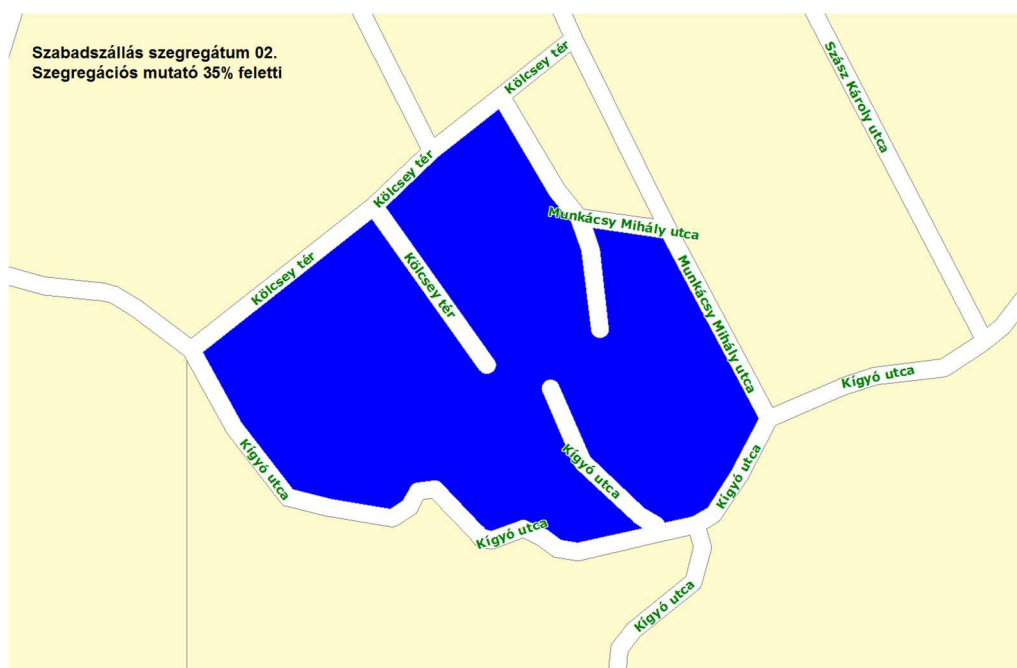 Szabadszállás szegregátum 02.
Szegregációs mutató 35% feletti
Kölcsey tér
Szász Károly utca
Kölcsey tér
Munkácsy Mihály utca
Kölcsey tér
Kölcsey tér
Munkácsy Mihály utca
Kígyó utca
Kígyó utca
Kígyó utca
Kígyó utca
Kígyó utca
Kígyó utca